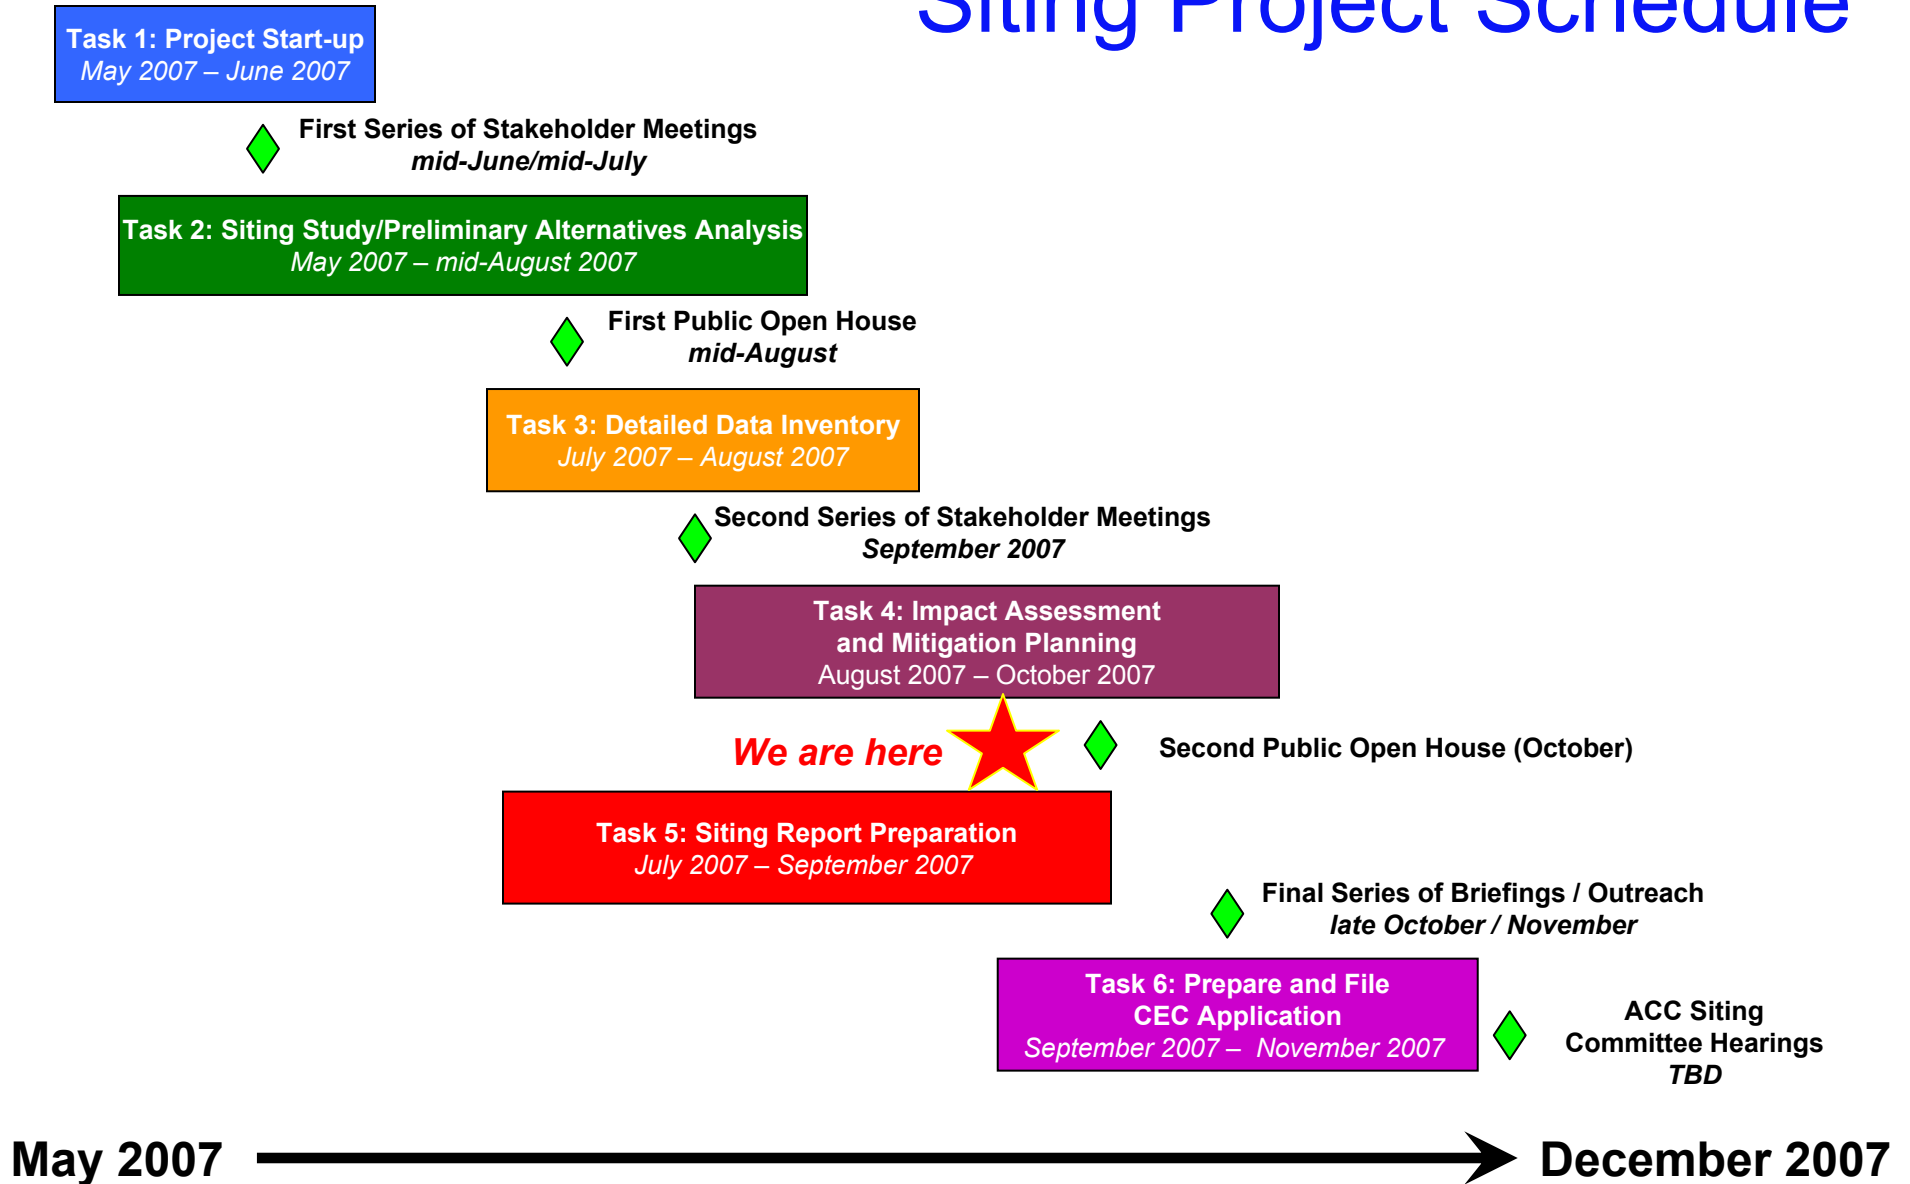 Siting Project Schedule
Task 1: Project Start-up
May 2007 – June 2007
First Series of Stakeholder Meetings
mid-June/mid-July
Task 2: Siting Study/Preliminary Alternatives Analysis
May 2007 – mid-August 2007
First Public Open House
mid-August
Task 3: Detailed Data Inventory
July 2007 – August 2007
Second Series of Stakeholder Meetings
September 2007
Task 4: Impact Assessment
and Mitigation Planning
August 2007 – October 2007
We are here
Second Public Open House (October)
Task 5: Siting Report Preparation
July 2007 – September 2007
Final Series of Briefings / Outreach
late October / November
Task 6: Prepare and File
CEC Application
September 2007 – November 2007
ACC Siting
Committee Hearings
TBD
May 2007
December 2007